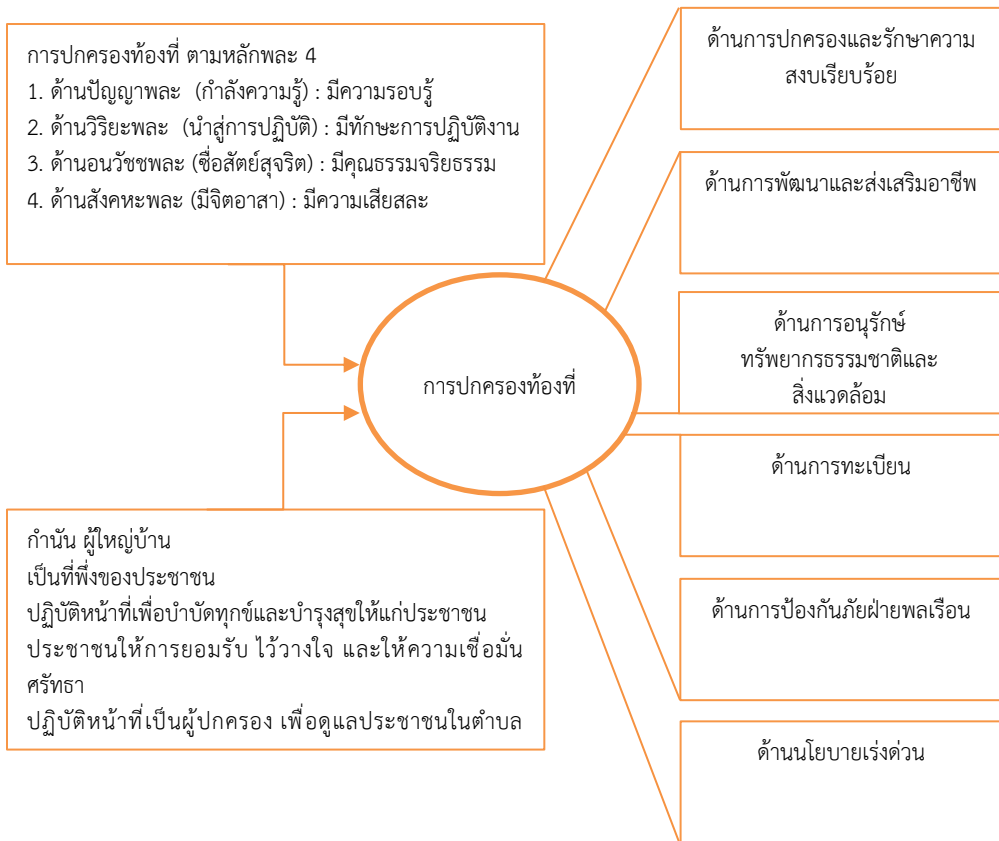 การปกครองท้องที่ ตามหลักพละ 4
1. ด้านปัญญาพละ (กำลังความรู้) : มีความรอบรู้
2. ด้านวิริยะพละ (นำสู่การปฏิบัติ) : มีทักษะการปฏิบัติงาน
3. ด้านอนวัชชพละ (ซื่อสัตย์สุจริต) : มีคุณธรรมจริยธรรม
4. ด้านสังคหะพละ (มีจิตอาสา) : มีความเสียสละ
กำนัน ผู้ใหญ่บ้าน
เป็นที่พึ่งของประชาชน
ปฏิบัติหน้าที่เพื่อบำบัดทุกข์และบำรุงสุขให้แก่ประชาชน
ประชาชนให้การยอมรับ ไว้วางใจ และให้ความเชื่อมั่น
ศรัทธา
ปฏิบัติหน้าที่เป็นผู้ปกครอง เพื่อดูแลประชาชนในตำบล
การปกครองท้องที่
ด้านการปกครองและรักษาความ
สงบเรียบร้อย
ด้านการพัฒนาและส่งเสริมอาชีพ
ด้านการอนุรักษ์
ทรัพยากรธรรมชาติและ
สิ่งแวดล้อม
ด้านการทะเบียน
ด้านการป้องกันภัยฝ่ายพลเรือน
ด้านนโยบายเร่งด่วน